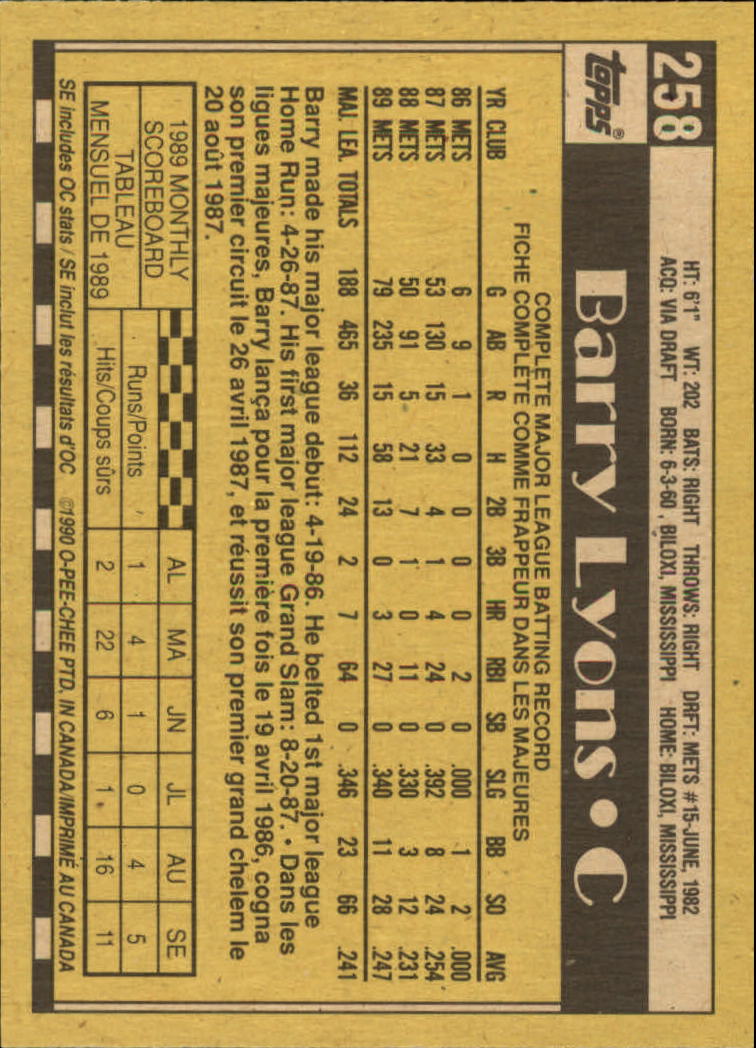 258
HT: 6'1" WT: 202 BATS: RIGHT THROWS: RIGHT DRFT: METS #15-JUNE, 1982
ACQ: VIA DRAFT BORN: 6-3-60, BILOXI, MISSISSIPPI HOME: BILOXI, MISSISSIPPI
topps®
Barry Lyons • C
COMPLETE MAJOR LEAGUE BATTING RECORD
FICHE COMPLÈTE COMME FRAPPEUR DANS LES MAJEURES
YR CLUB G AB R H 2B 3B HR RBI SB SLG BB SO AVG
86 METS 6 9 1 0 0 0 0 2 0 .000 1 2 .000
87 METS 53 130 15 33 4 1 4 24 0 .392 8 24 .254
88 METS 50 91 5 21 7 1 0 11 0 .330 3 12 .231
89 METS 79 235 15 58 13 0 3 27 0 .340 11 28 .247
MAJ. LEA. TOTALS 188 465 36 112 24 2 7 64 0 .346 23 66 .241
Barry made his major league debut: 4-19-86. He belted 1st major league
Home Run: 4-26-87. His first major league Grand Slam: 8-20-87. • Dans les
ligues majeures, Barry lança pour la première fois le 19 avril 1986, cogna
son premier circuit le 26 avril 1987, et réussit son premier grand chelem le
20 août 1987.
1989 MONTHLY
SCOREBOARD
TABLEAU
MENSUEL DE 1989
AL MA JN JL AU SE
Runs/Points 1 4 1 0 4 5
Hits/Coups sûrs 2 22 6 1 16 11
SE includes OC stats / SE inclut les résultats d'OC ©1990 O-PEE-CHEE PTD. IN CANADA/IMPRIMÉ AU CANADA